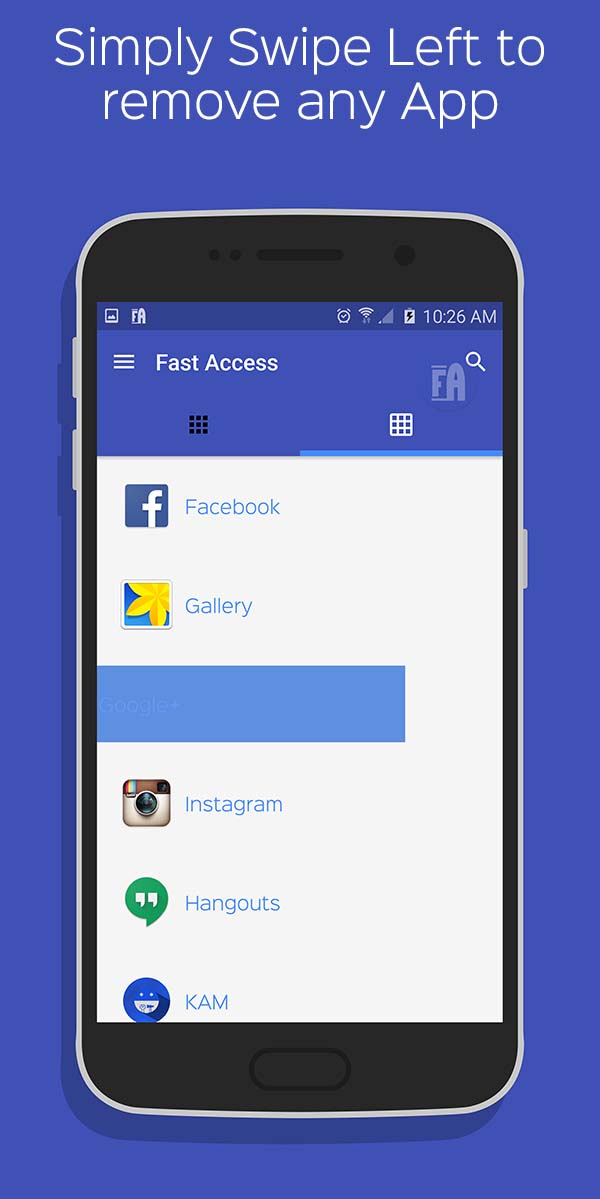 Simply Swipe Left to
remove any App
FA
10:26 AM
Fast Access
FA
Facebook
Gallery
Google+
Instagram
Hangouts
KAM